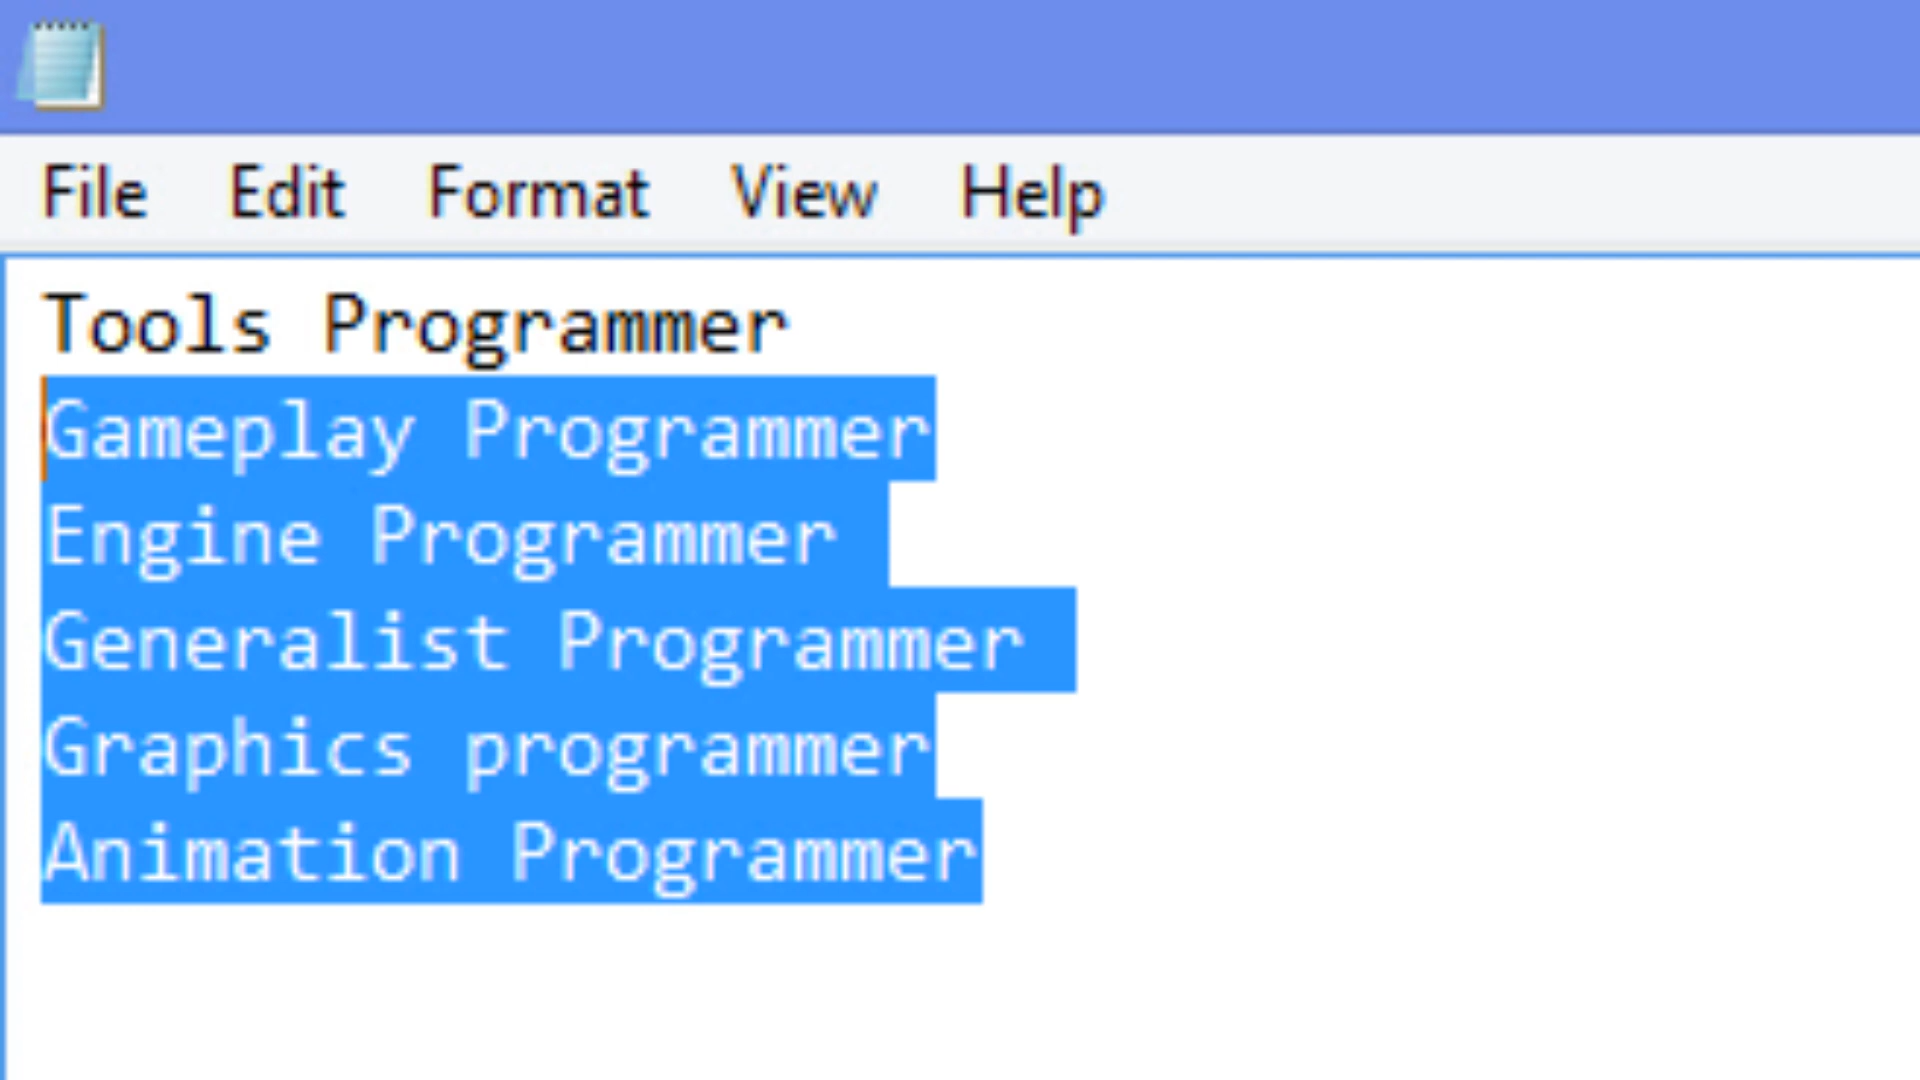 File Edit Format View Help
Tools Programmer
Gameplay Programmer
Engine Programmer
Generalist Programmer
Graphics programmer
Animation Programmer